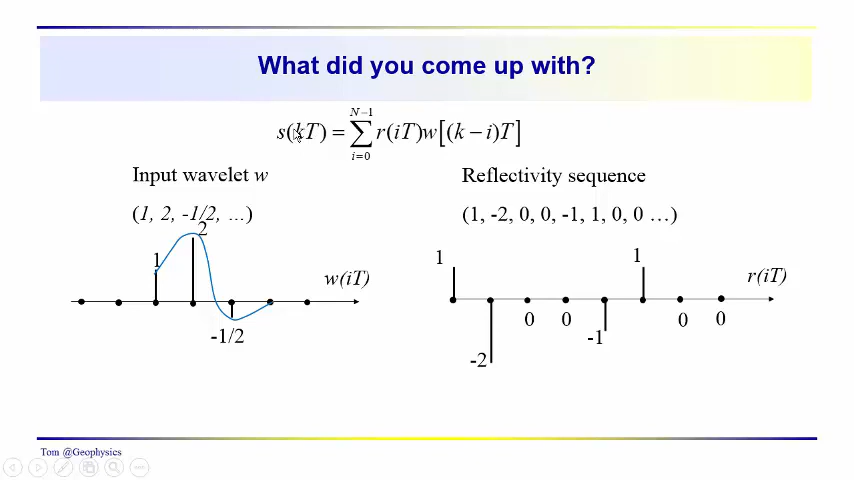 What did you come up with?
N−1
s(kT) = ∑ r(iT)w[(k − i)T]
i=0
Input wavelet w
Reflectivity sequence
(1, 2, -1/2, …)
(1, -2, 0, 0, -1, 1, 0, 0 …)
2
1
w(iT)
-1/2
1
1
r(iT)
0
0
0
0
-1
-2
Tom @Geophysics